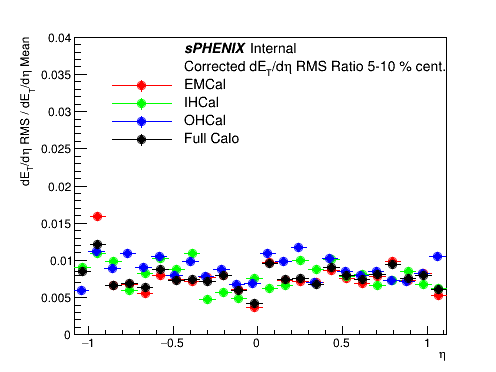 0.04
0.035
0.03
0.025
0.02
0.015
0.01
0.005
0
dE_T/dη RMS / dE_T/dη Mean
sPHENIX Internal
Corrected dE_T/dη RMS Ratio 5-10 % cent.
EMCal
IHCal
OHCal
Full Calo
−1 −0.5 0 0.5 1
η